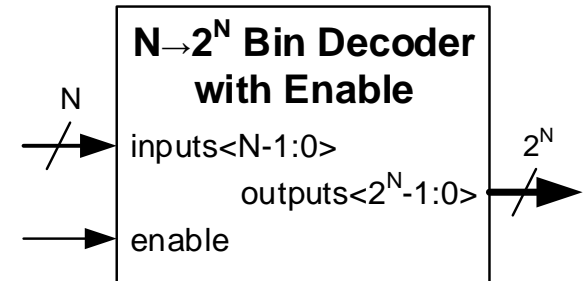 N→2^N Bin Decoder
with Enable
N
inputs<N-1:0>
2^N
outputs<2^N-1:0>
enable